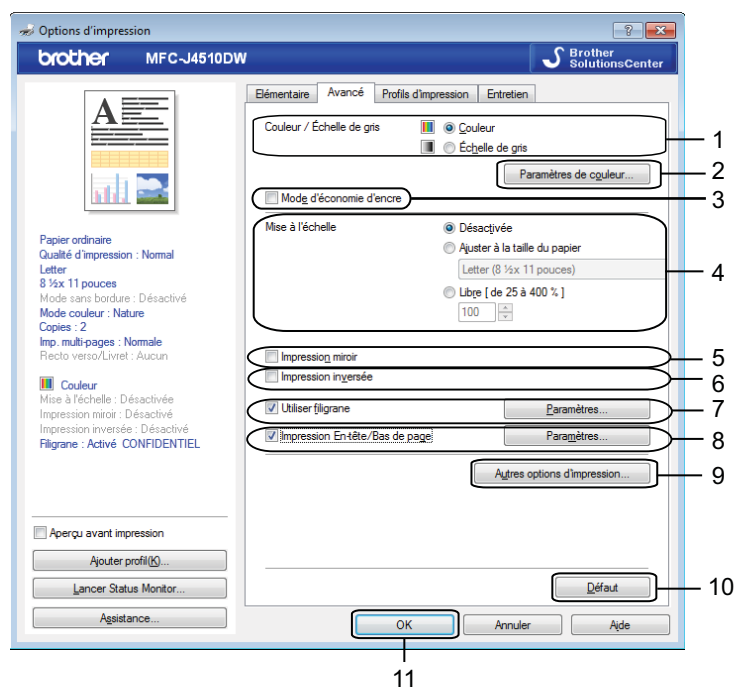 Options d'impression
brother MFC-J4510DW
Brother
SolutionsCenter
A
Papier ordinaire
Qualité d'impression : Normal
Letter
8 ½x 11 pouces
Mode sans bordure : Désactivé
Mode couleur : Nature
Copies : 2
Imp. multi-pages : Normale
Recto verso/Livret : Aucun
Couleur
Mise à l'échelle : Désactivée
Impression miroir : Désactivé
Impression inversée : Désactivé
Filigrane : Activé CONFIDENTIEL
Aperçu avant impression
Ajouter profil(K)...
Lancer Status Monitor...
Assistance...
Elémentaire Avancé Profils d'impression Entretien
Couleur / Échelle de gris
Couleur
Échelle de gris
1
Paramètres de couleur...
2
Mode d'économie d'encre
3
Mise à l'échelle
Désactivée
Ajuster à la taille du papier
Letter (8 ½x 11 pouces)
Libre [ de 25 à 400 % ]
100
4
Impression miroir
5
Impression inversée
6
Utiliser filigrane Paramètres...
7
Impression En-tête/Bas de page Paramètres...
8
Autres options d'impression...
9
Défaut
10
OK Annuler Aide
11